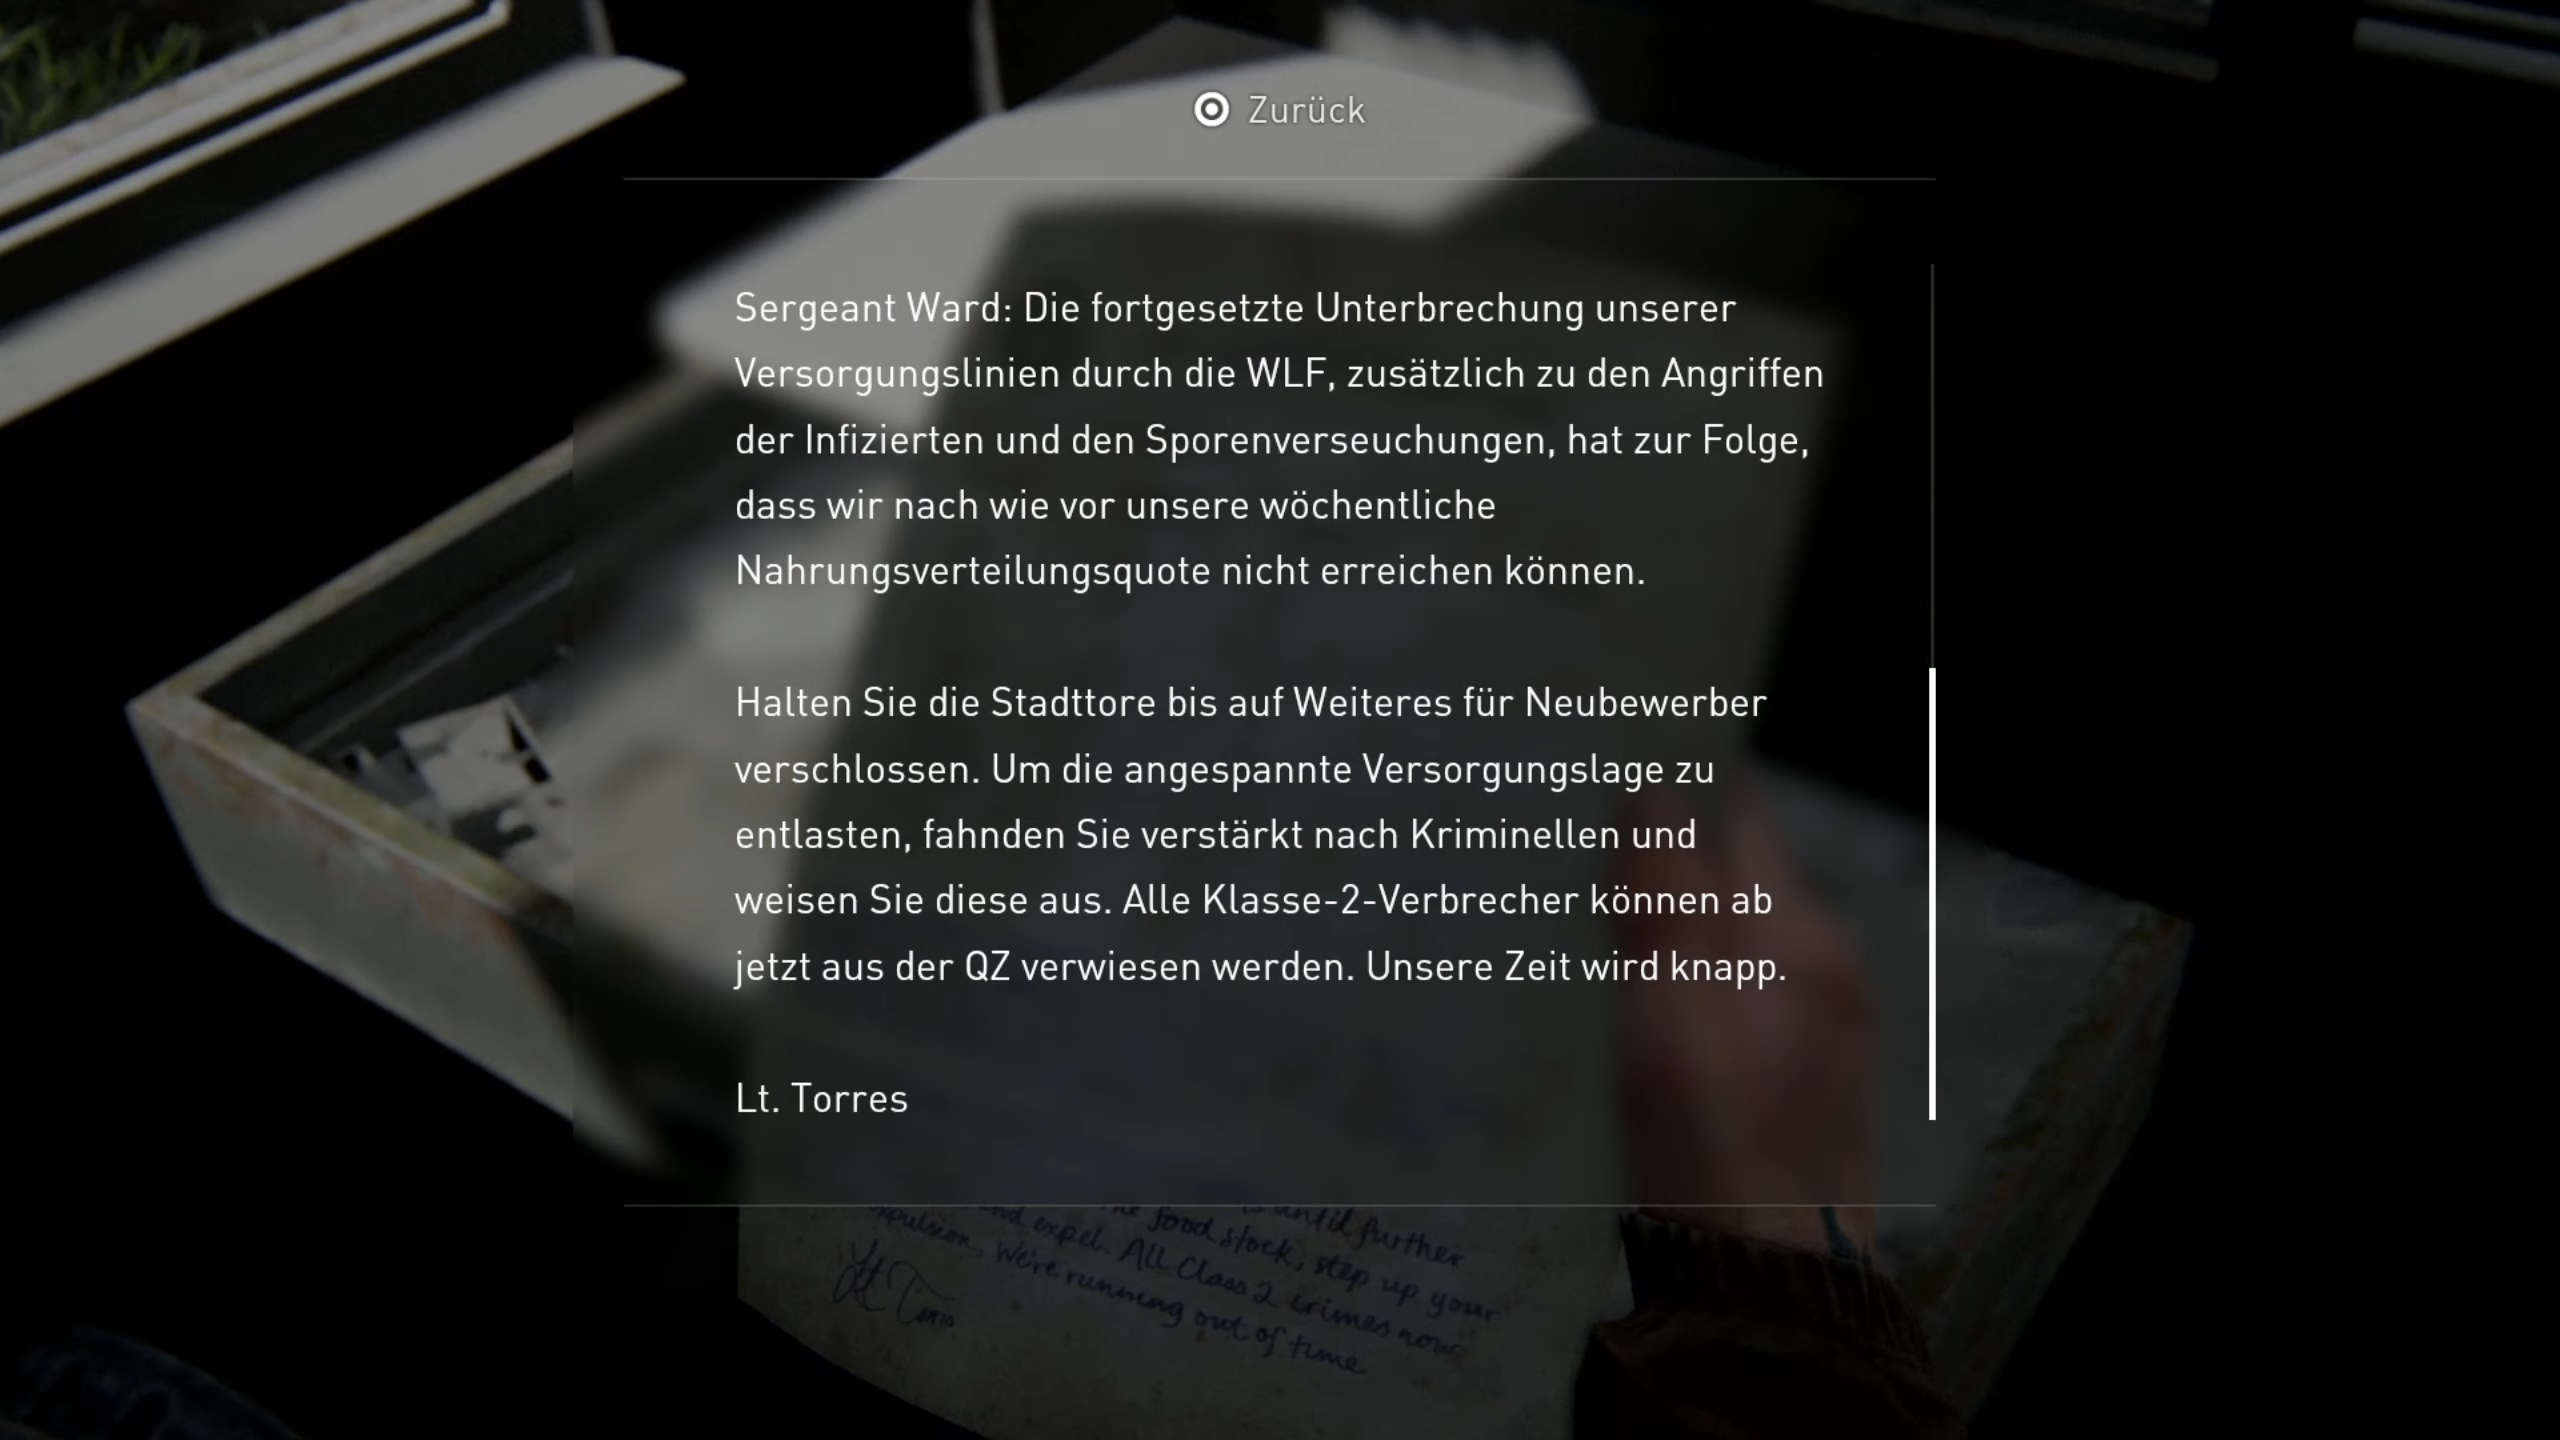 Zurück
Sergeant Ward: Die fortgesetzte Unterbrechung unserer
Versorgungslinien durch die WLF, zusätzlich zu den Angriffen
der Infizierten und den Sporenverseuchungen, hat zur Folge,
dass wir nach wie vor unsere wöchentliche
Nahrungsverteilungsquote nicht erreichen können.
Halten Sie die Stadttore bis auf Weiteres für Neubewerber
verschlossen. Um die angespannte Versorgungslage zu
entlasten, fahnden Sie verstärkt nach Kriminellen und
weisen Sie diese aus. Alle Klasse-2-Verbrecher können ab
jetzt aus der QZ verwiesen werden. Unsere Zeit wird knapp.
Lt. Torres
until further
food stock, step up your
and expel. All Class 2 crimes now
expulsion. We're running out of time
Lt Torres